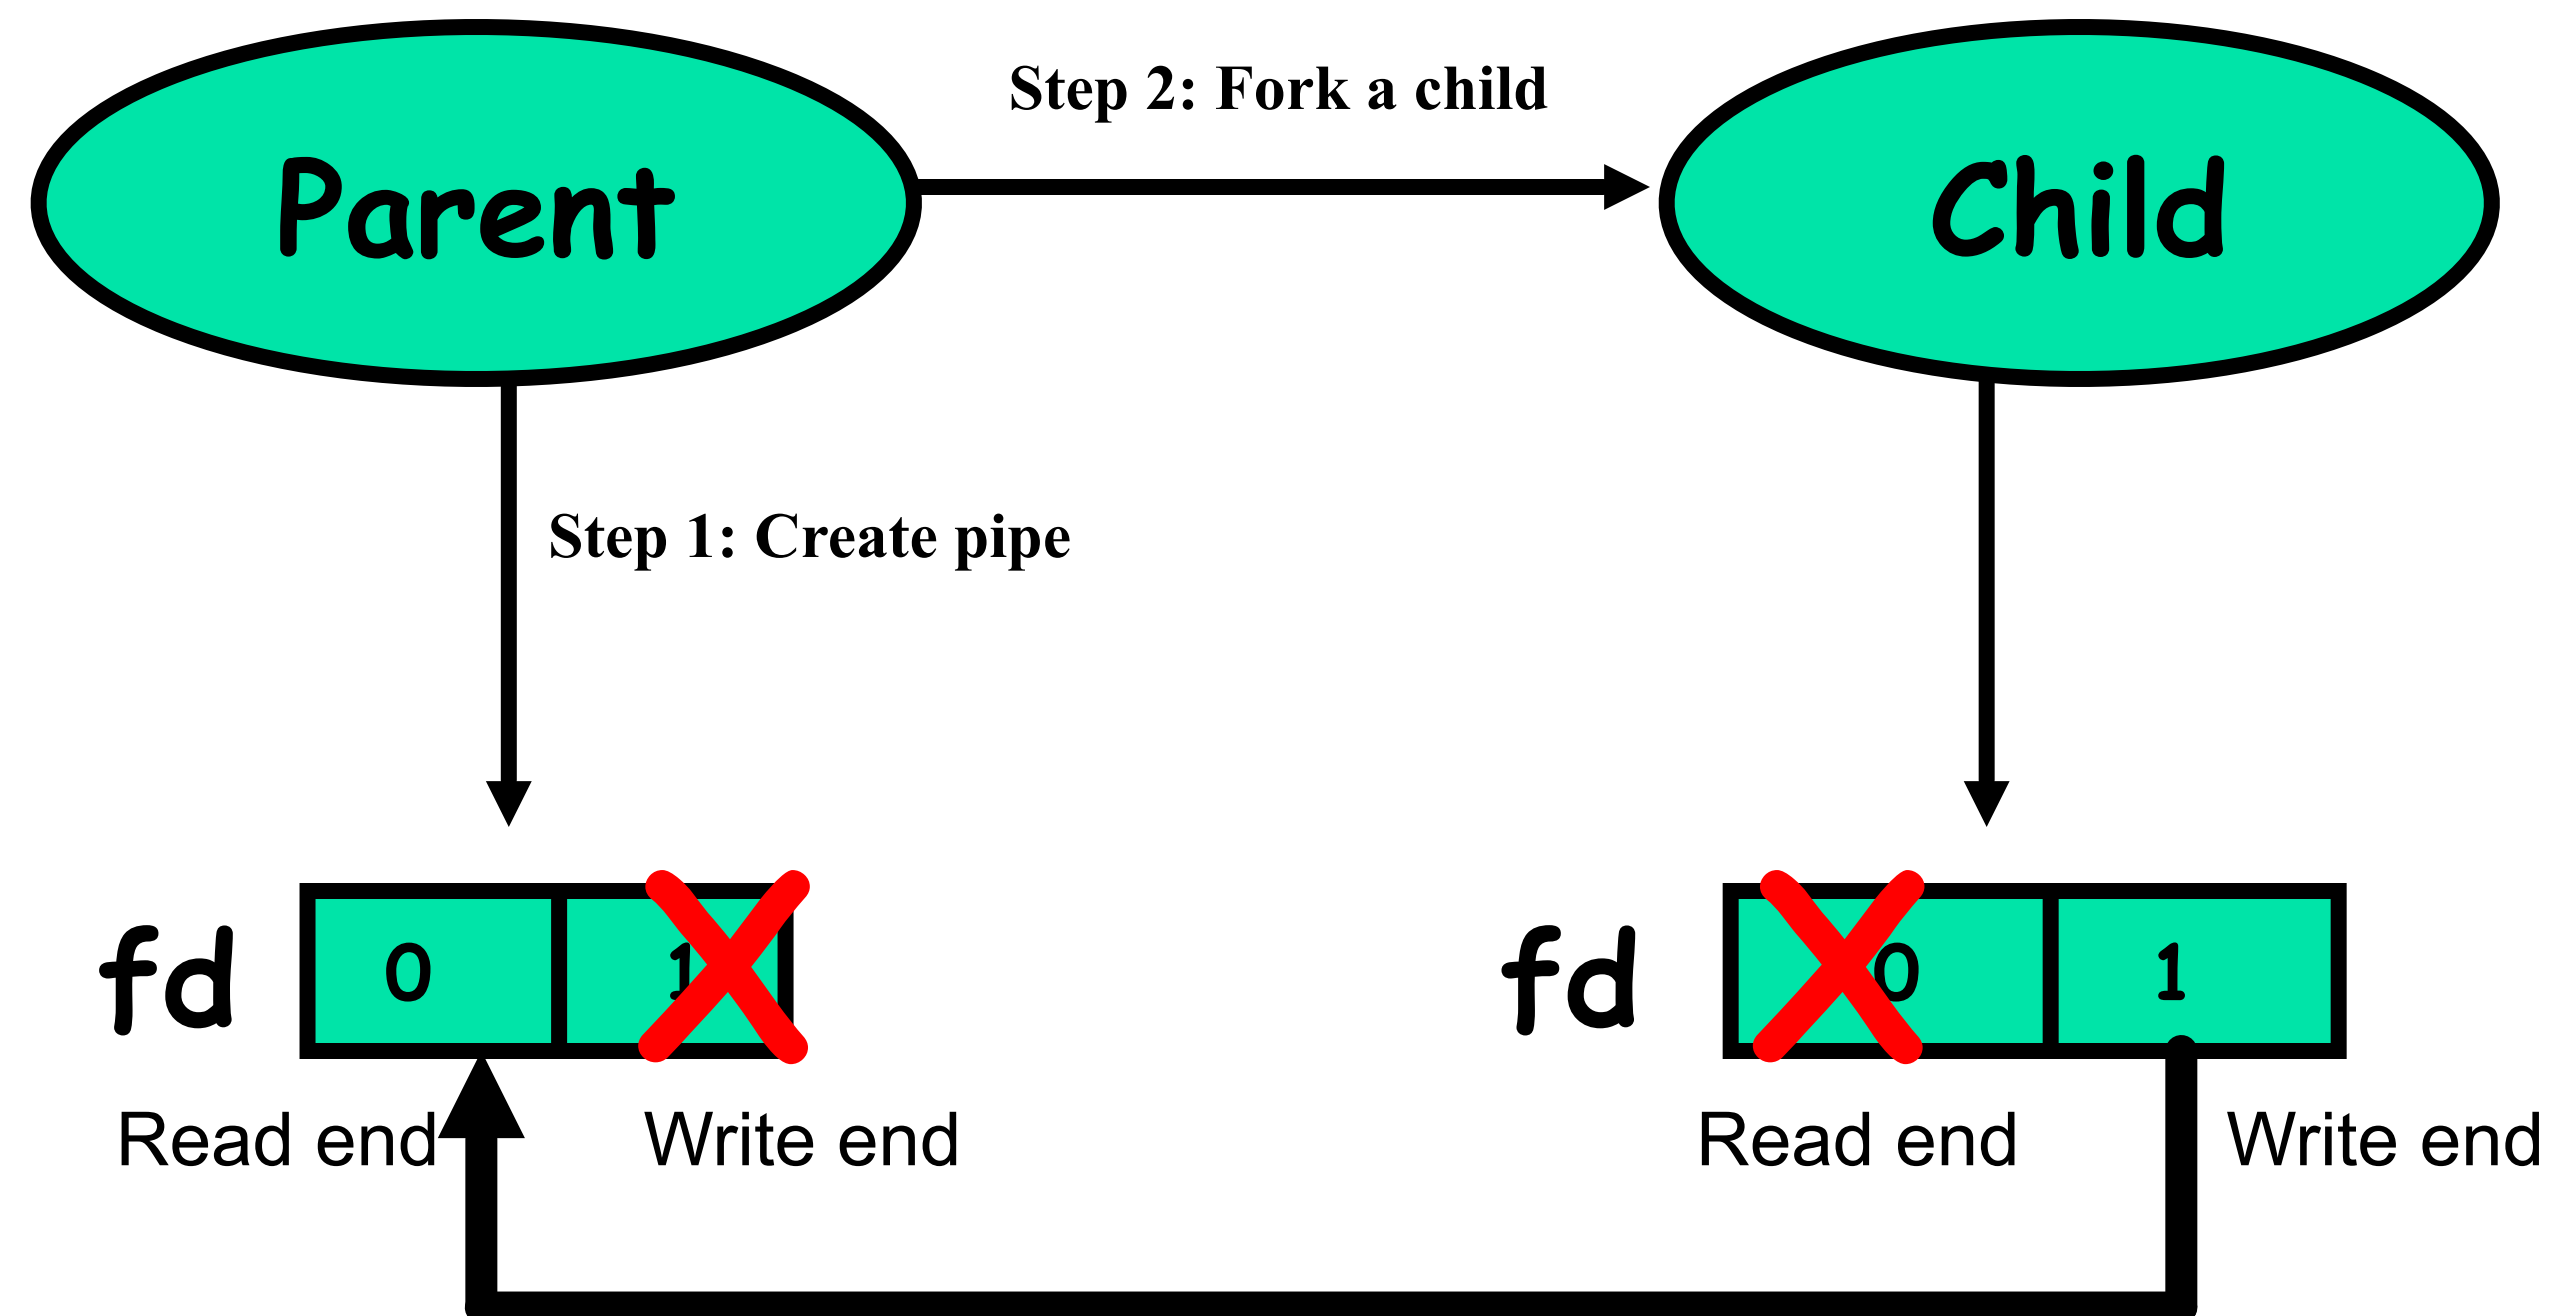 Parent
Step 2: Fork a child
Child
Step 1: Create pipe
fd
0
1
fd
0
1
Read end
Write end
Read end
Write end